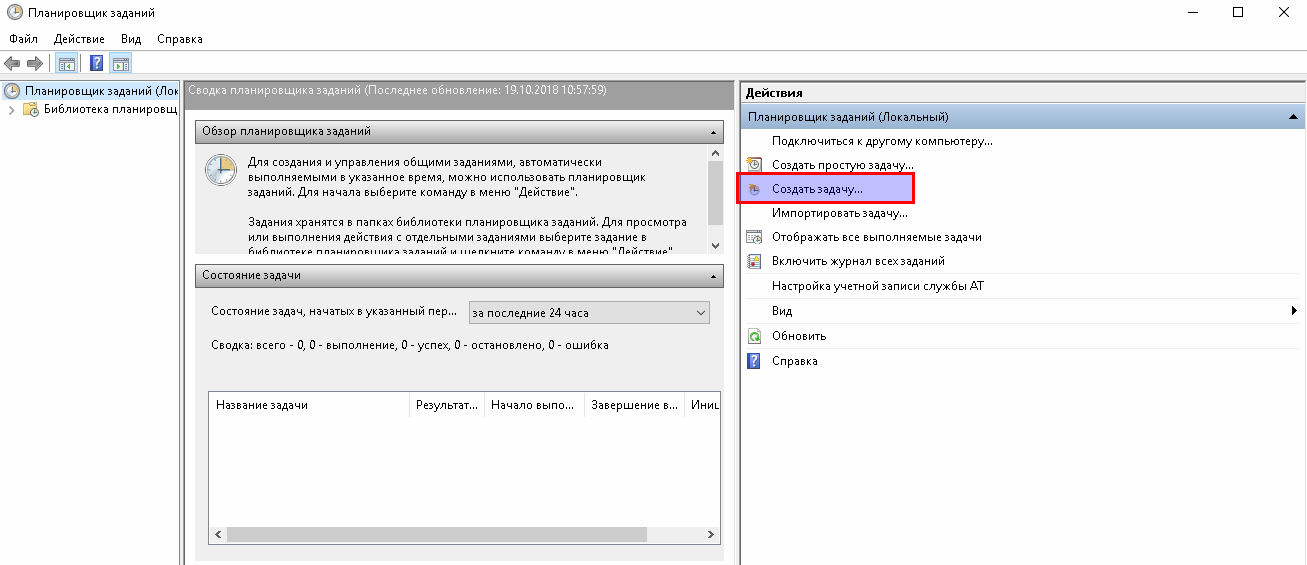 Планировщик заданий
Файл Действие Вид Справка
Планировщик заданий (Лок
Библиотека планировщ
Сводка планировщика заданий (Последнее обновление: 19.10.2018 10:57:59)
Обзор планировщика заданий
Для создания и управления общими заданиями, автоматически
выполняемыми в указанное время, можно использовать планировщик
заданий. Для начала выберите команду в меню "Действие".
Задания хранятся в папках библиотеки планировщика заданий. Для просмотра
или выполнения действия с отдельными заданиями выберите задание в
библиотеке планировщика заданий и щелкните команду в меню "Действие".
Состояние задачи
Состояние задач, начатых в указанный пер... за последние 24 часа
Сводка: всего - 0, 0 - выполнение, 0 - успех, 0 - остановлено, 0 - ошибка
Название задачи Результат... Начало выпо... Завершение в... Иниц
Действия
Планировщик заданий (Локальный)
Подключиться к другому компьютеру...
Создать простую задачу...
Создать задачу...
Импортировать задачу...
Отображать все выполняемые задачи
Включить журнал всех заданий
Настройка учетной записи службы AT
Вид
Обновить
Справка